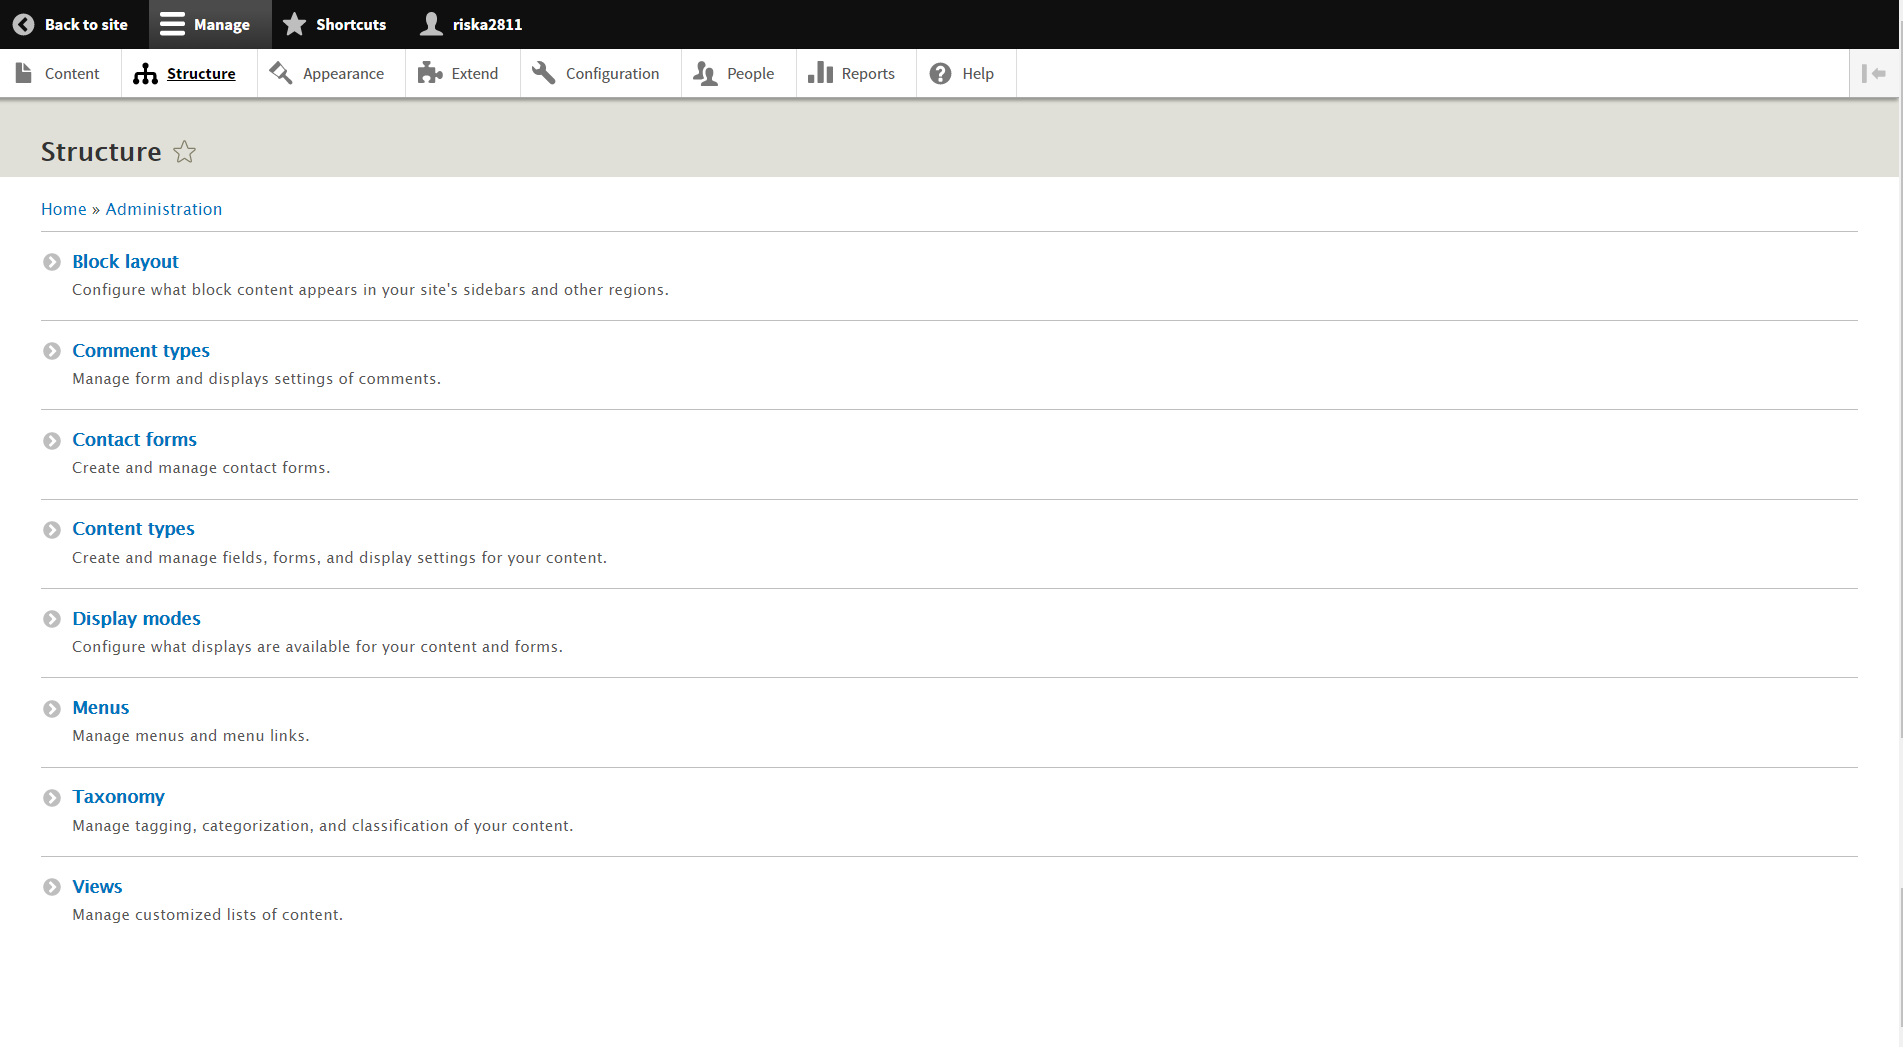 Back to site Manage Shortcuts riska2811
Content Structure Appearance Extend Configuration People Reports Help
Structure
Home » Administration
Block layout
Configure what block content appears in your site's sidebars and other regions.
Comment types
Manage form and displays settings of comments.
Contact forms
Create and manage contact forms.
Content types
Create and manage fields, forms, and display settings for your content.
Display modes
Configure what displays are available for your content and forms.
Menus
Manage menus and menu links.
Taxonomy
Manage tagging, categorization, and classification of your content.
Views
Manage customized lists of content.